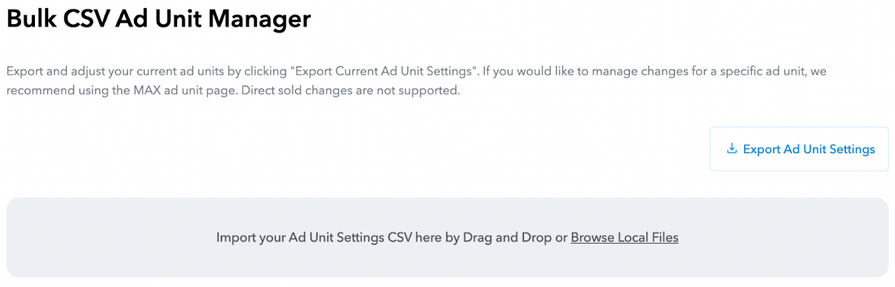 Bulk CSV Ad Unit Manager
Export and adjust your current ad units by clicking "Export Current Ad Unit Settings". If you would like to manage changes for a specific ad unit, we
recommend using the MAX ad unit page. Direct sold changes are not supported.
Export Ad Unit Settings
Import your Ad Unit Settings CSV here by Drag and Drop or Browse Local Files